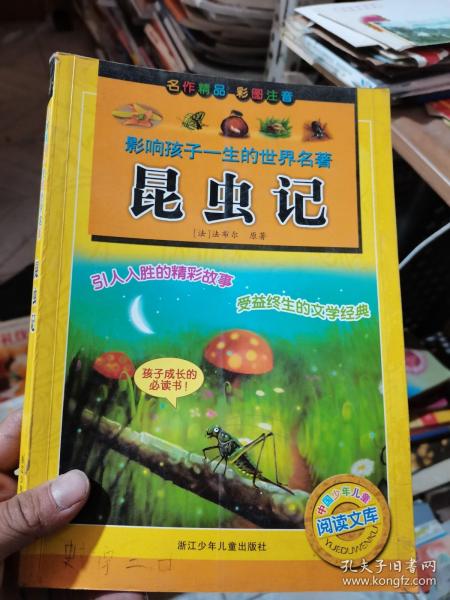 名作精品 彩图注音
影响孩子一生的世界名著
昆虫记
[法]法布尔 原著
引人入胜的精彩故事
受益终生的文学经典
孩子成长的
必读书!
中国少年儿童
阅读文库
YUEDUWENKU
浙江少年儿童出版社
孔夫子旧书网